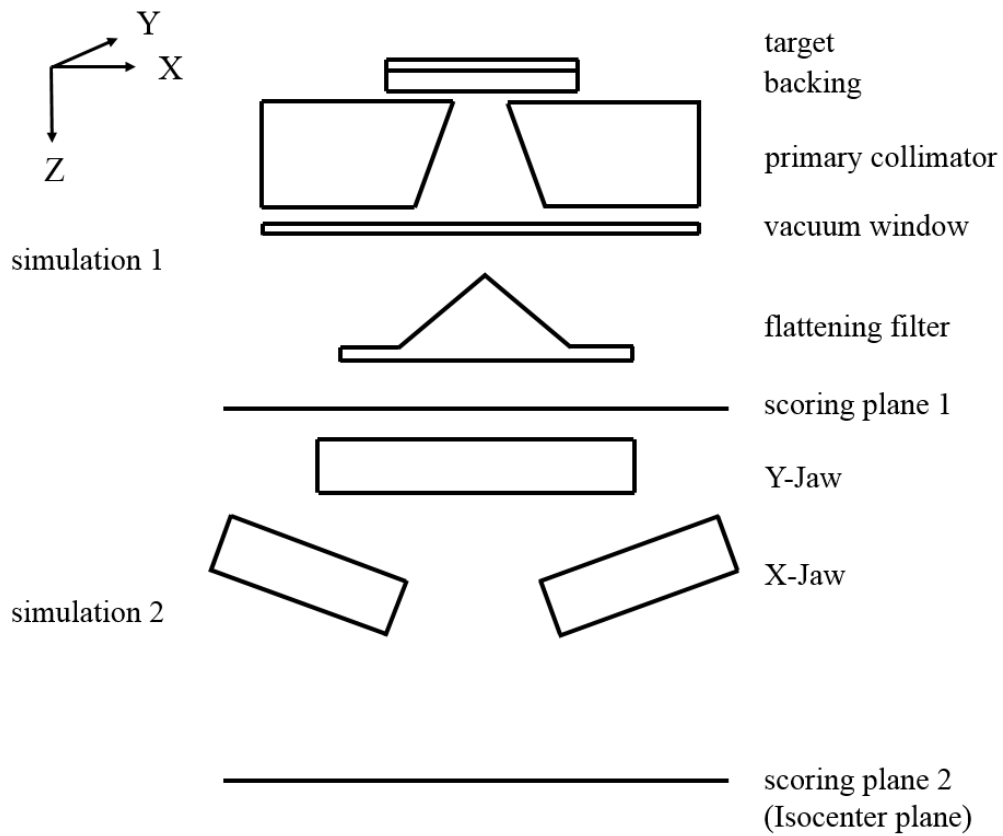 Y
X
Z
target
backing
primary collimator
vacuum window
simulation 1
flattening filter
scoring plane 1
Y-Jaw
X-Jaw
simulation 2
scoring plane 2
(Isocenter plane)